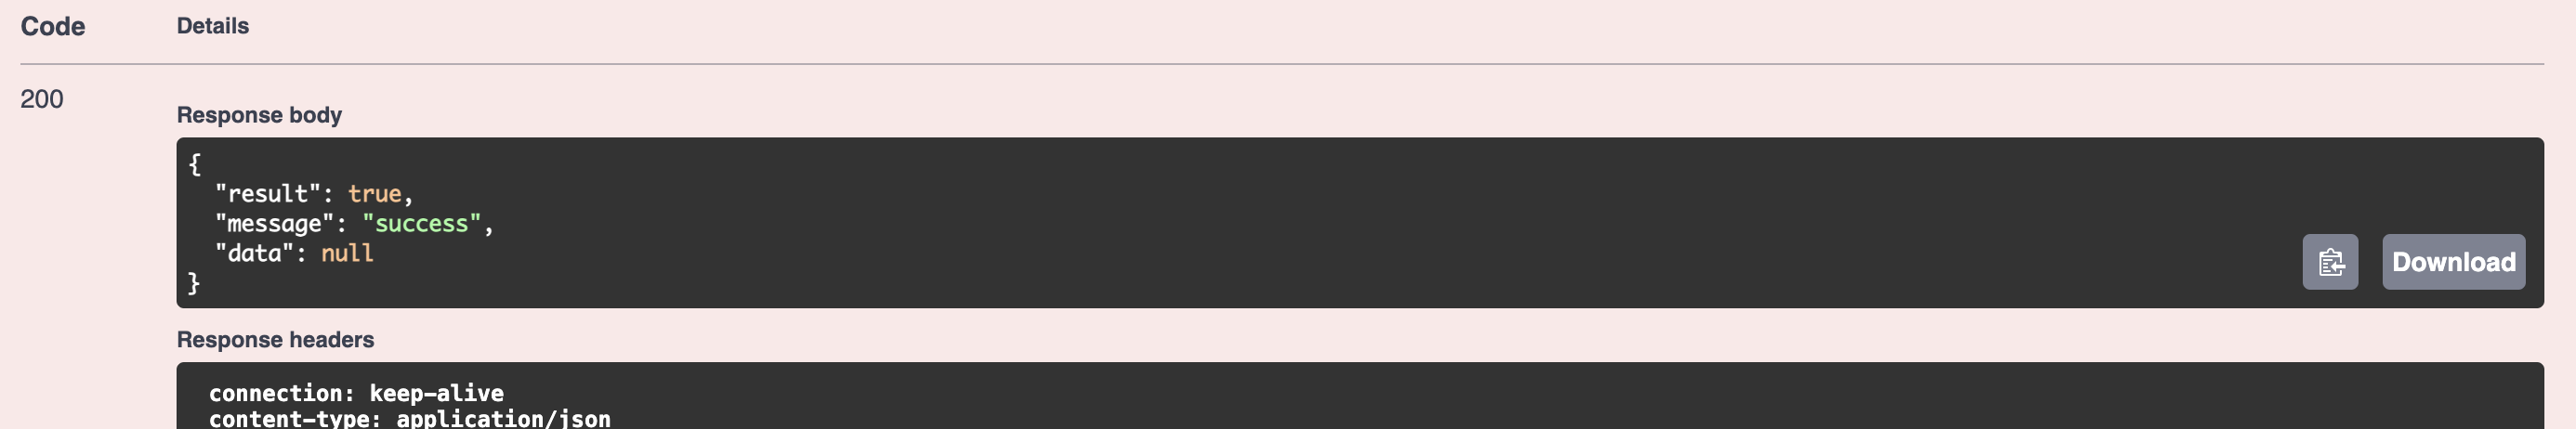 Code Details
200
Response body
{
  "result": true,
  "message": "success",
  "data": null
}
Download
Response headers
connection: keep-alive
content-type: application/json